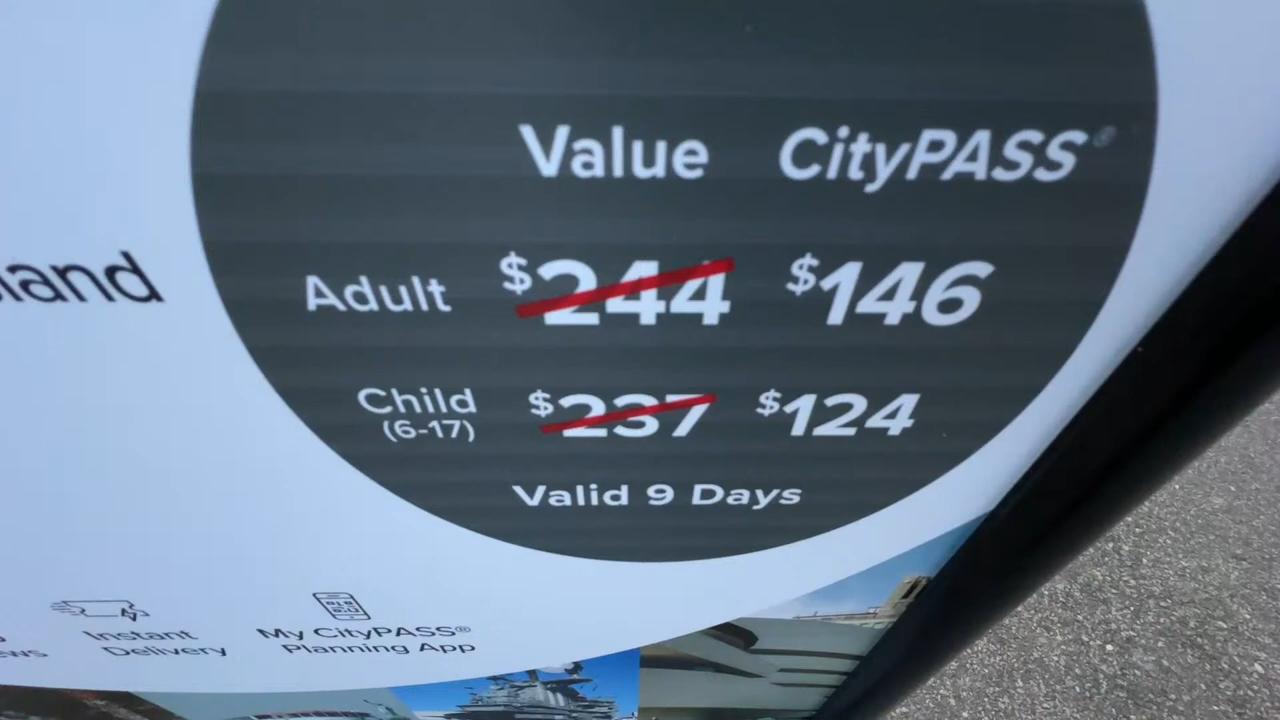 Value CityPASS®
Adult $244 $146
Child $237 $124
(6-17)
Valid 9 Days
Instant
Delivery
My CityPASS®
Planning App